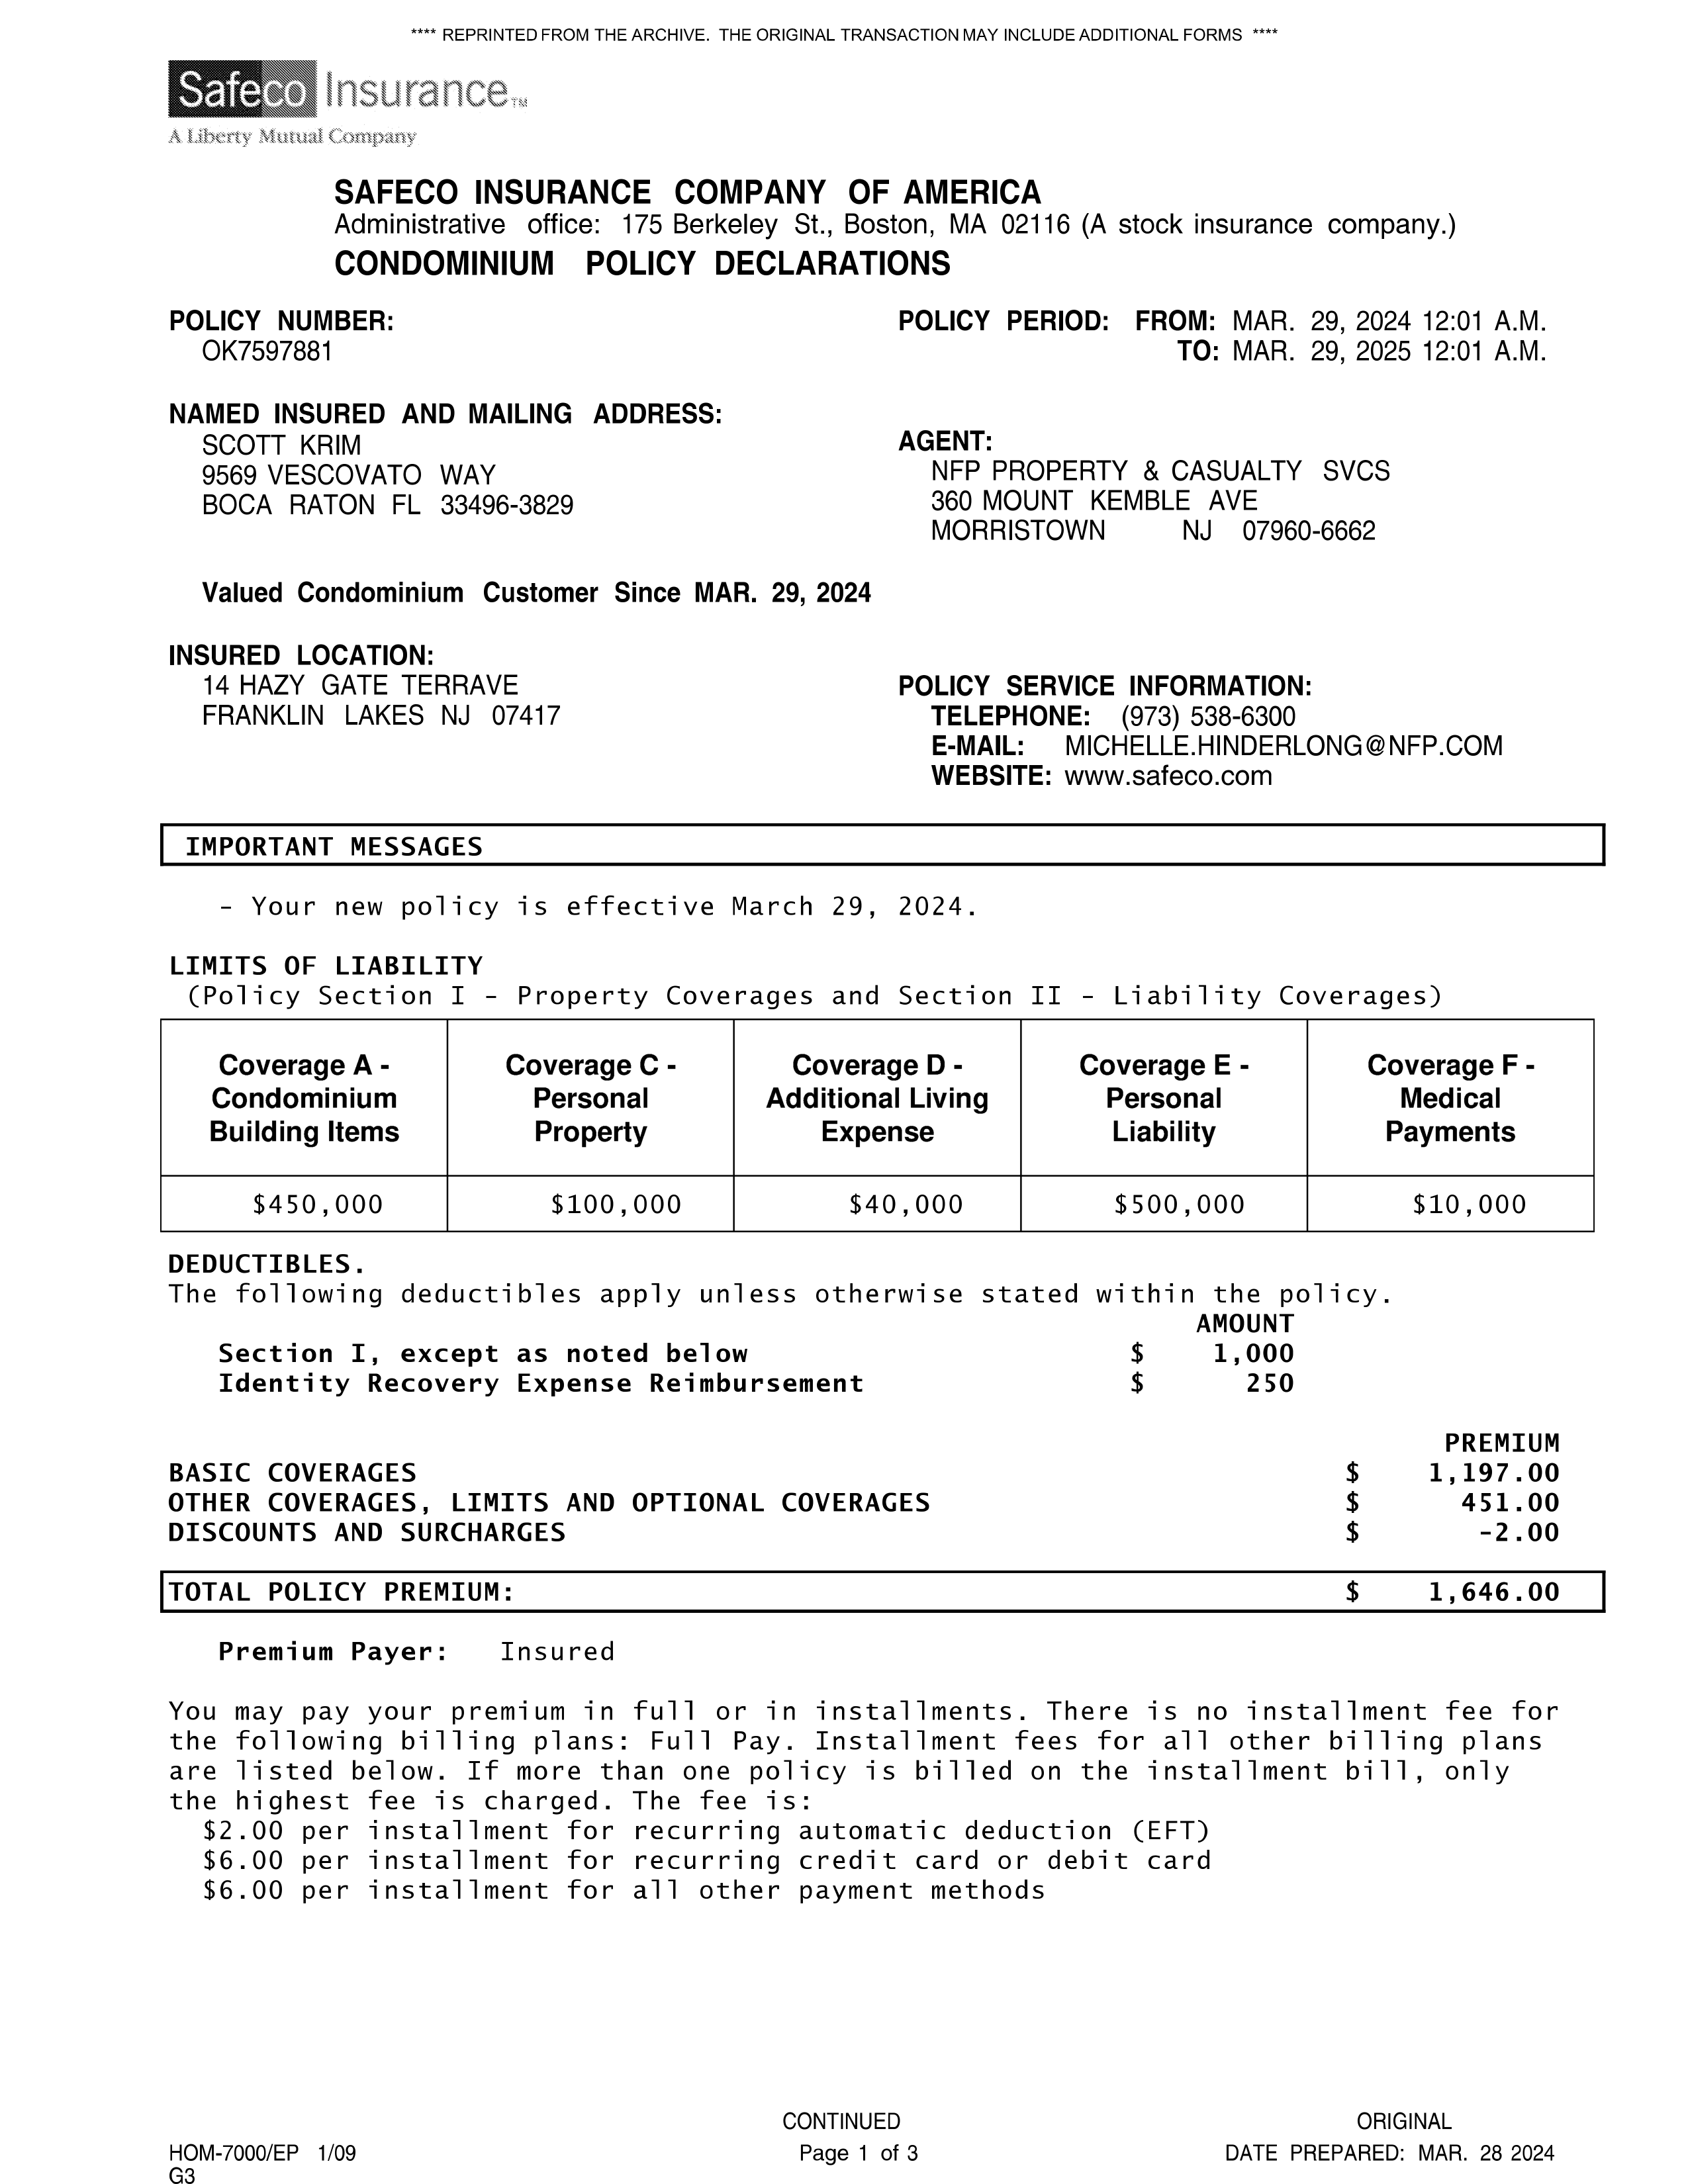 **** REPRINTED FROM THE ARCHIVE. THE ORIGINAL TRANSACTION MAY INCLUDE ADDITIONAL FORMS ****
Safeco Insurance™
A Liberty Mutual Company
SAFECO INSURANCE COMPANY OF AMERICA
Administrative office: 175 Berkeley St., Boston, MA 02116 (A stock insurance company.)
CONDOMINIUM POLICY DECLARATIONS
POLICY NUMBER:
OK7597881
POLICY PERIOD: FROM: MAR. 29, 2024 12:01 A.M.
TO: MAR. 29, 2025 12:01 A.M.
NAMED INSURED AND MAILING ADDRESS:
SCOTT KRIM
9569 VESCOVATO WAY
BOCA RATON FL 33496-3829
AGENT:
NFP PROPERTY & CASUALTY SVCS
360 MOUNT KEMBLE AVE
MORRISTOWN NJ 07960-6662
Valued Condominium Customer Since MAR. 29, 2024
INSURED LOCATION:
14 HAZY GATE TERRAVE
FRANKLIN LAKES NJ 07417
POLICY SERVICE INFORMATION:
TELEPHONE: (973) 538-6300
E-MAIL: MICHELLE.HINDERLONG@NFP.COM
WEBSITE: www.safeco.com
IMPORTANT MESSAGES
- Your new policy is effective March 29, 2024.
LIMITS OF LIABILITY
(Policy Section I - Property Coverages and Section II - Liability Coverages)
Coverage A - Condominium Building Items
Coverage C - Personal Property
Coverage D - Additional Living Expense
Coverage E - Personal Liability
Coverage F - Medical Payments
$450,000 $100,000 $40,000 $500,000 $10,000
DEDUCTIBLES.
The following deductibles apply unless otherwise stated within the policy.
AMOUNT
Section I, except as noted below $ 1,000
Identity Recovery Expense Reimbursement $ 250
PREMIUM
BASIC COVERAGES $ 1,197.00
OTHER COVERAGES, LIMITS AND OPTIONAL COVERAGES $ 451.00
DISCOUNTS AND SURCHARGES $ -2.00
TOTAL POLICY PREMIUM: $ 1,646.00
Premium Payer: Insured
You may pay your premium in full or in installments. There is no installment fee for
the following billing plans: Full Pay. Installment fees for all other billing plans
are listed below. If more than one policy is billed on the installment bill, only
the highest fee is charged. The fee is:
$2.00 per installment for recurring automatic deduction (EFT)
$6.00 per installment for recurring credit card or debit card
$6.00 per installment for all other payment methods
CONTINUED ORIGINAL
HOM-7000/EP 1/09 Page 1 of 3 DATE PREPARED: MAR. 28 2024
G3